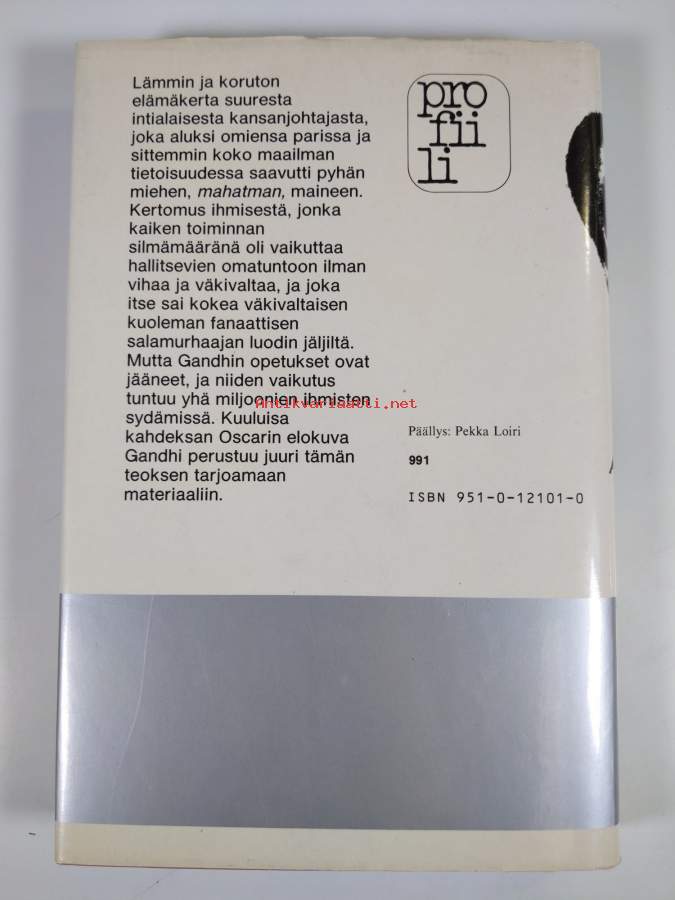 Lämmin ja koruton
elämäkerta suuresta
intialaisesta kansanjohtajasta,
joka aluksi omiensa parissa ja
sittemmin koko maailman
tietoisuudessa saavutti pyhän
miehen, mahatman, maineen.
Kertomus ihmisestä, jonka
kaiken toiminnan
silmämääränä oli vaikuttaa
hallitsevien omatuntoon ilman
vihaa ja väkivaltaa, ja joka
itse sai kokea väkivaltaisen
kuoleman fanaattisen
salamurhaajan luodin jäljiltä.
Mutta Gandhin opetukset ovat
jääneet, ja niiden vaikutus
tuntuu yhä miljoonien ihmisten
sydämissä. Kuuluisa
kahdeksan Oscarin elokuva
Gandhi perustuu juuri tämän
teoksen tarjoamaan
materiaaliin.
pro
fii
li
Antikvariaatti.net
Päällys: Pekka Loiri
991
ISBN 951-0-12101-0